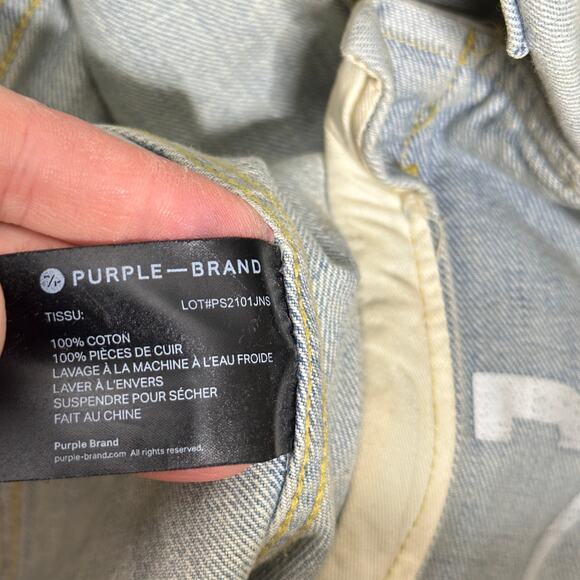 PURPLE—BRAND
LOT#PS2101JNS
TISSU:
100% COTON
100% PIÈCES DE CUIR
LAVAGE À LA MACHINE À L'EAU FROIDE
LAVER À L'ENVERS
SUSPENDRE POUR SÉCHER
FAIT AU CHINE
Purple Brand
purple-brand.com All rights reserved.